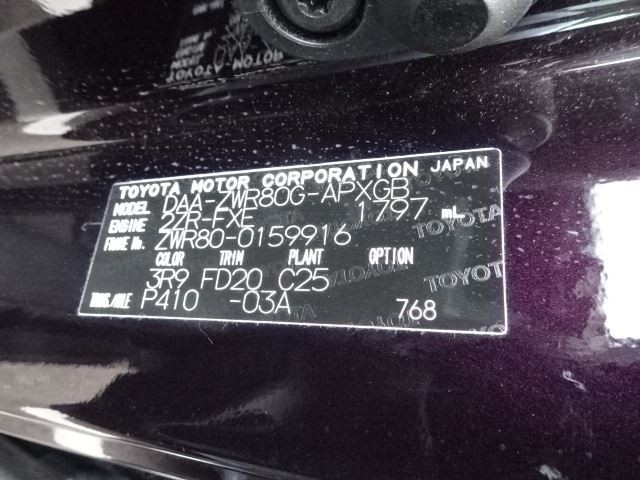 TOYOTA MOTOR CORPORATION JAPAN
MODEL DAA-ZWR80G-APXGB
ENGINE 2ZR-FXE 1797 mL
FRAME No. ZWR80-0159916
COLOR TRIM PLANT OPTION
3R9 FD20 C25
TRANS./AXLE P410 -03A 768